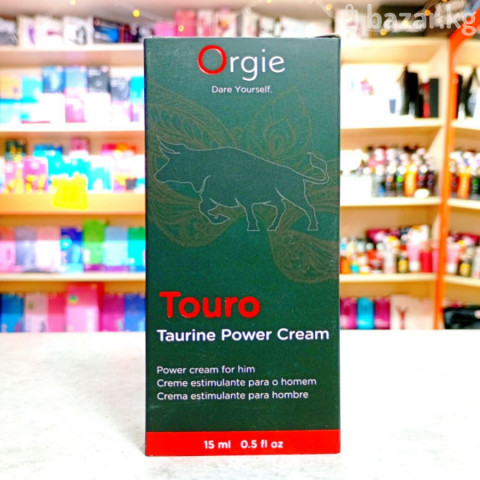 bazar.kg
Orgie
Dare Yourself.
Touro
Taurine Power Cream
Power cream for him
Creme estimulante para o homem
Crema estimulante para hombre
15 ml 0.5 fl oz